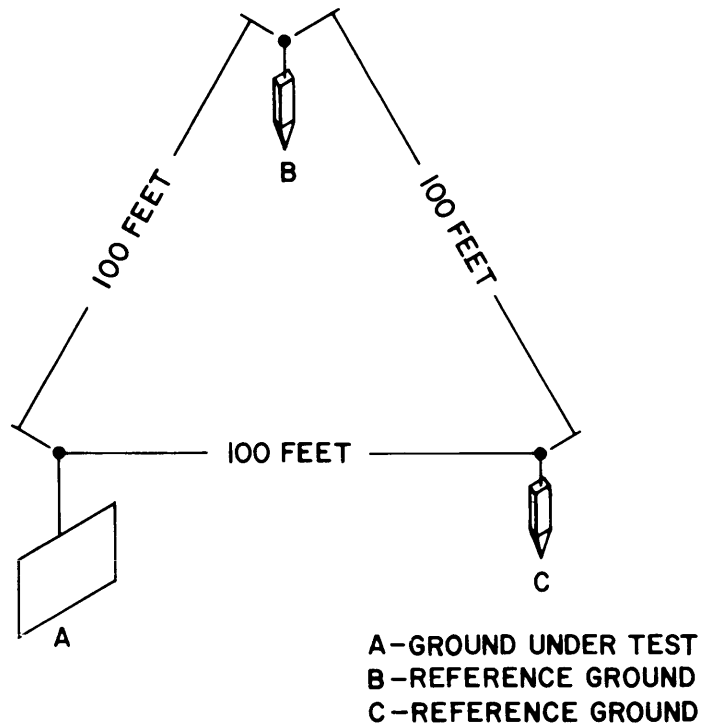 B
100 FEET
100 FEET
100 FEET
A
C
A-GROUND UNDER TEST
B-REFERENCE GROUND
C-REFERENCE GROUND